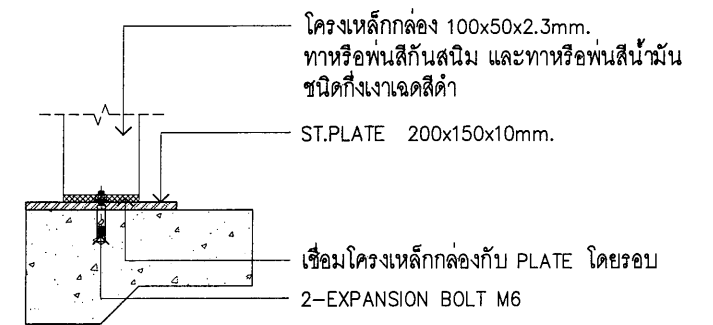 โครงเหล็กกล่อง 100x50x2.3mm.
ทาหรือพ่นสีกันสนิม และทาหรือพ่นสีน้ำมัน
ชนิดกึ่งเงาเฉดสีดำ
ST.PLATE 200x150x10mm.
เชื่อมโครงเหล็กกล่องกับ PLATE โดยรอบ
2-EXPANSION BOLT M6